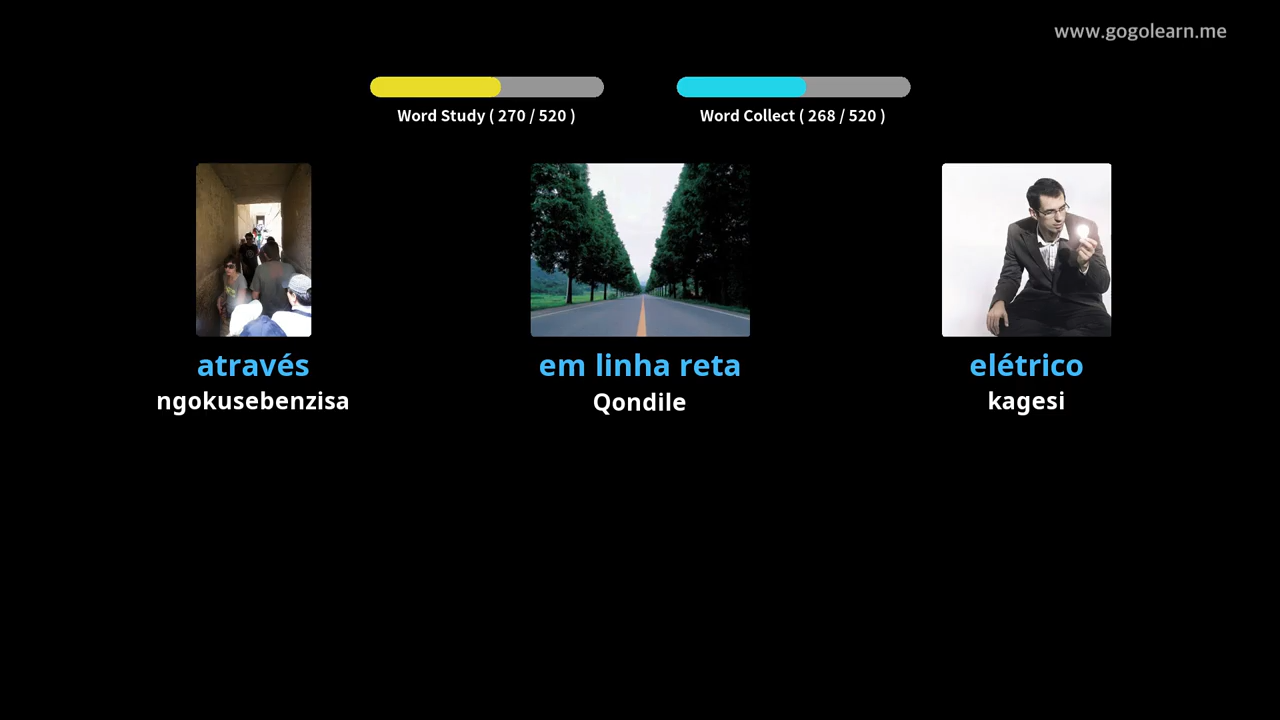 www.gogolearn.me
Word Study ( 270 / 520 )
Word Collect ( 268 / 520 )
através
em linha reta
elétrico
ngokusebenzisa
Qondile
kagesi